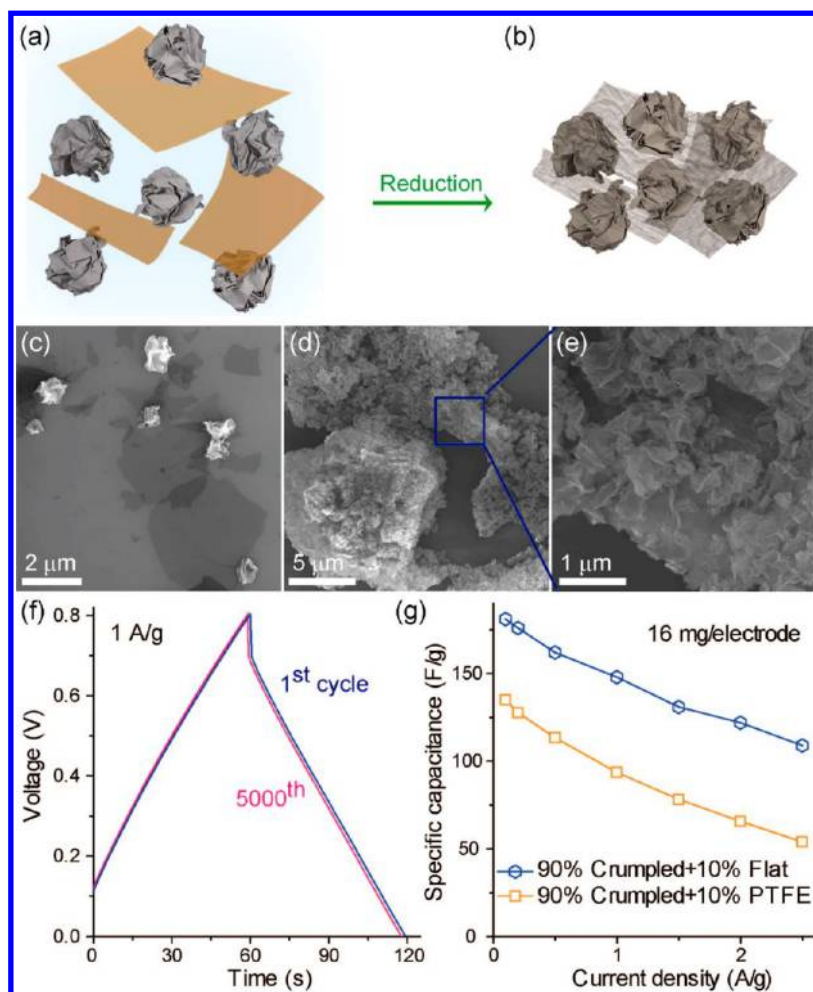 (a)
(b)
Reduction
(c)
2 μm
(d)
5 μm
(e)
1 μm
(f)
1 A/g
1st cycle
5000th
0.8
0.6
0.4
0.2
0.0
Voltage (V)
0 30 60 90 120
Time (s)
(g)
16 mg/electrode
150
100
50
0
Specific capacitance (F/g)
90% Crumpled+10% Flat
90% Crumpled+10% PTFE
0 1 2
Current density (A/g)